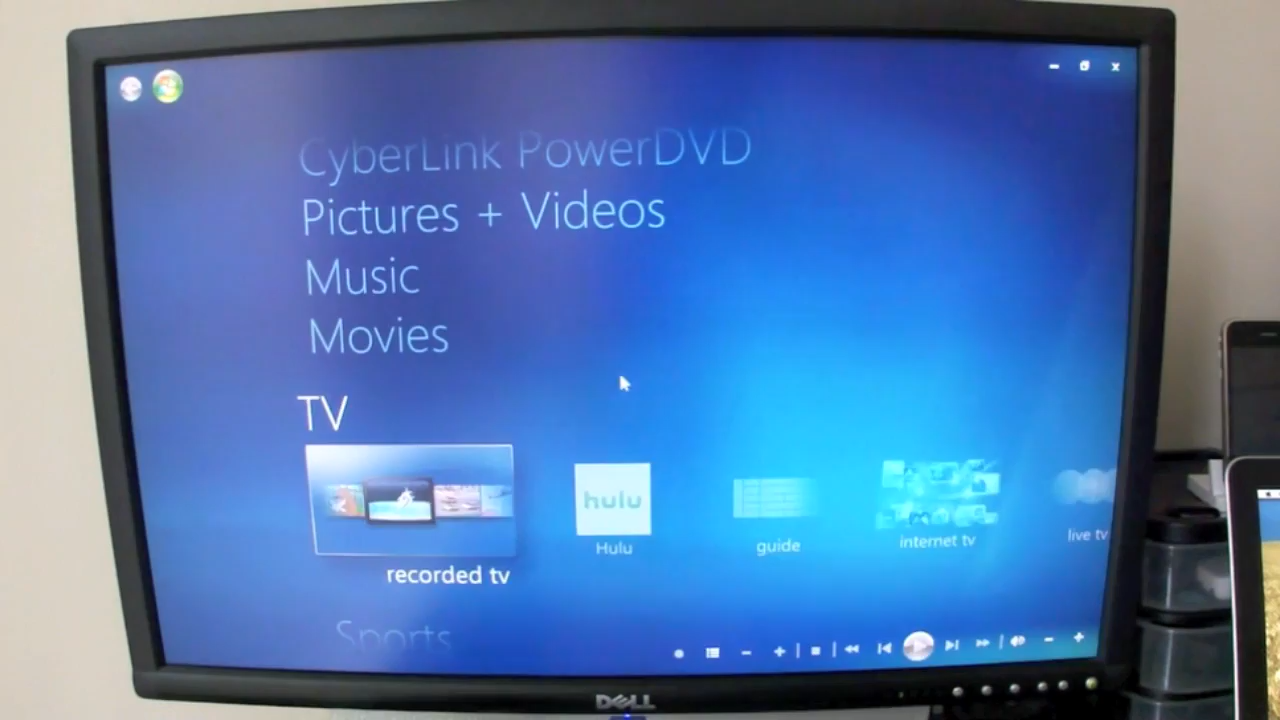 CyberLink PowerDVD
Pictures + Videos
Music
Movies
TV
hulu
recorded tv
Hulu
guide
internet tv
live tv
Sports
DELL